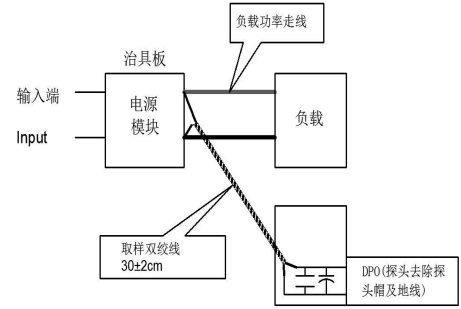 负载功率走线
治具板
输入端
电源
模块
负载
Input
取样双绞线
30±2cm
DPO(探头去除探
头帽及地线)